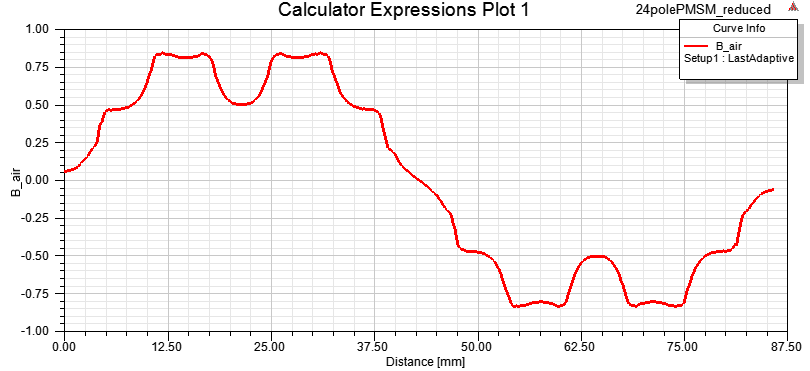 Calculator Expressions Plot 1
24polePMSM_reduced
Curve Info
B_air
Setup1 : LastAdaptive
1.00
0.75
0.50
0.25
0.00
-0.25
-0.50
-0.75
-1.00
B_air
0.00 12.50 25.00 37.50 50.00 62.50 75.00 87.50
Distance [mm]